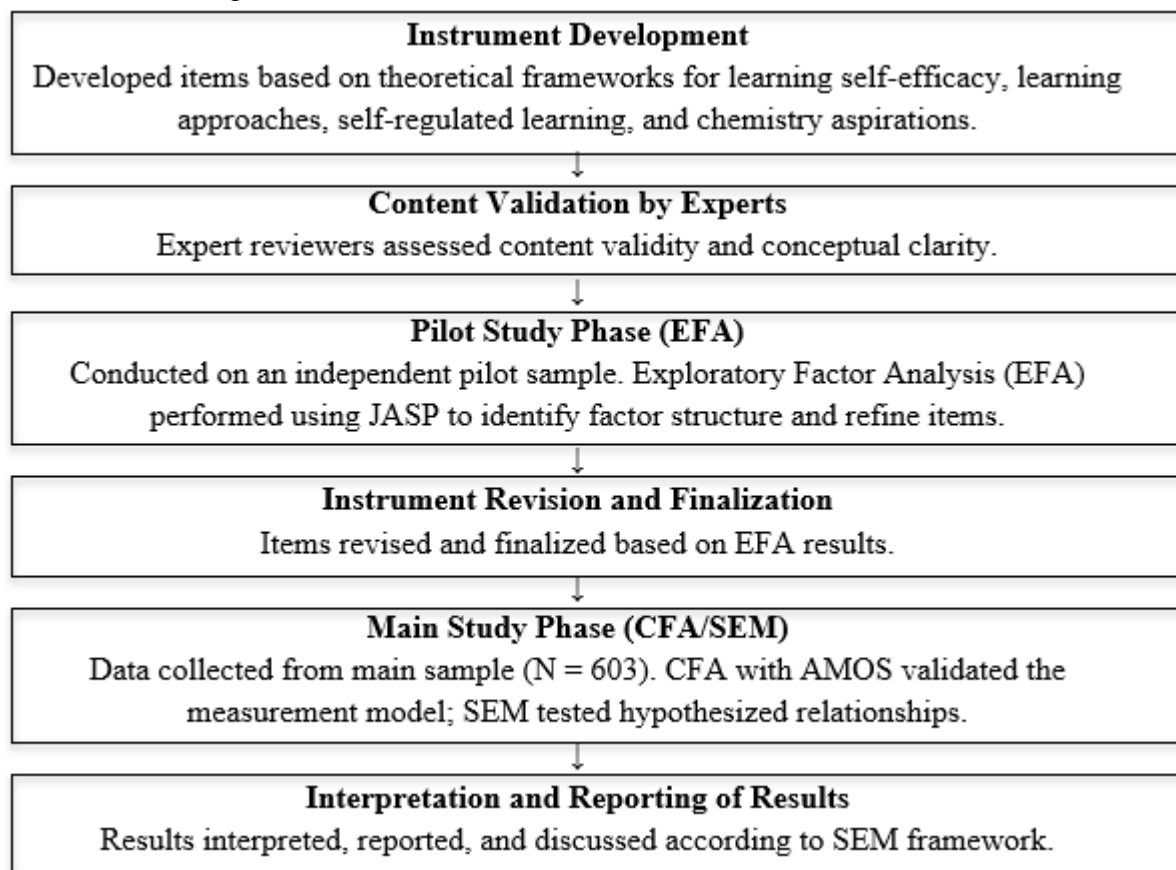 Instrument Development
Developed items based on theoretical frameworks for learning self-efficacy, learning
approaches, self-regulated learning, and chemistry aspirations.
↓
Content Validation by Experts
Expert reviewers assessed content validity and conceptual clarity.
↓
Pilot Study Phase (EFA)
Conducted on an independent pilot sample. Exploratory Factor Analysis (EFA)
performed using JASP to identify factor structure and refine items.
↓
Instrument Revision and Finalization
Items revised and finalized based on EFA results.
↓
Main Study Phase (CFA/SEM)
Data collected from main sample (N = 603). CFA with AMOS validated the
measurement model; SEM tested hypothesized relationships.
↓
Interpretation and Reporting of Results
Results interpreted, reported, and discussed according to SEM framework.